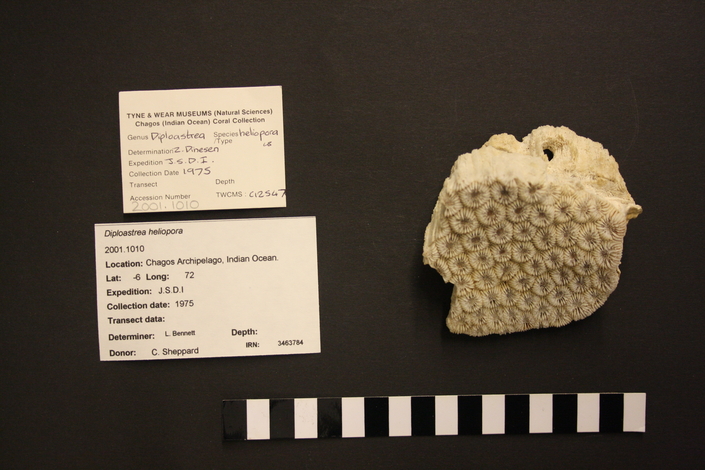 TYNE & WEAR MUSEUMS (Natural Sciences)
Chagos (Indian Ocean) Coral Collection
Genus Diploastrea Species heliopora
/Type
Determination Z. Dinesen
Expedition J.S.D.I.
Collection Date 1975
Transect Depth
Accession Number TWCMS :
2001.1010
Diploastrea heliopora
2001.1010
Location: Chagos Archipelago, Indian Ocean.
Lat: -6 Long: 72
Expedition: J.S.D.I
Collection date: 1975
Transect data:
Determiner: L. Bennett Depth:
Donor: C. Sheppard IRN: 3463784